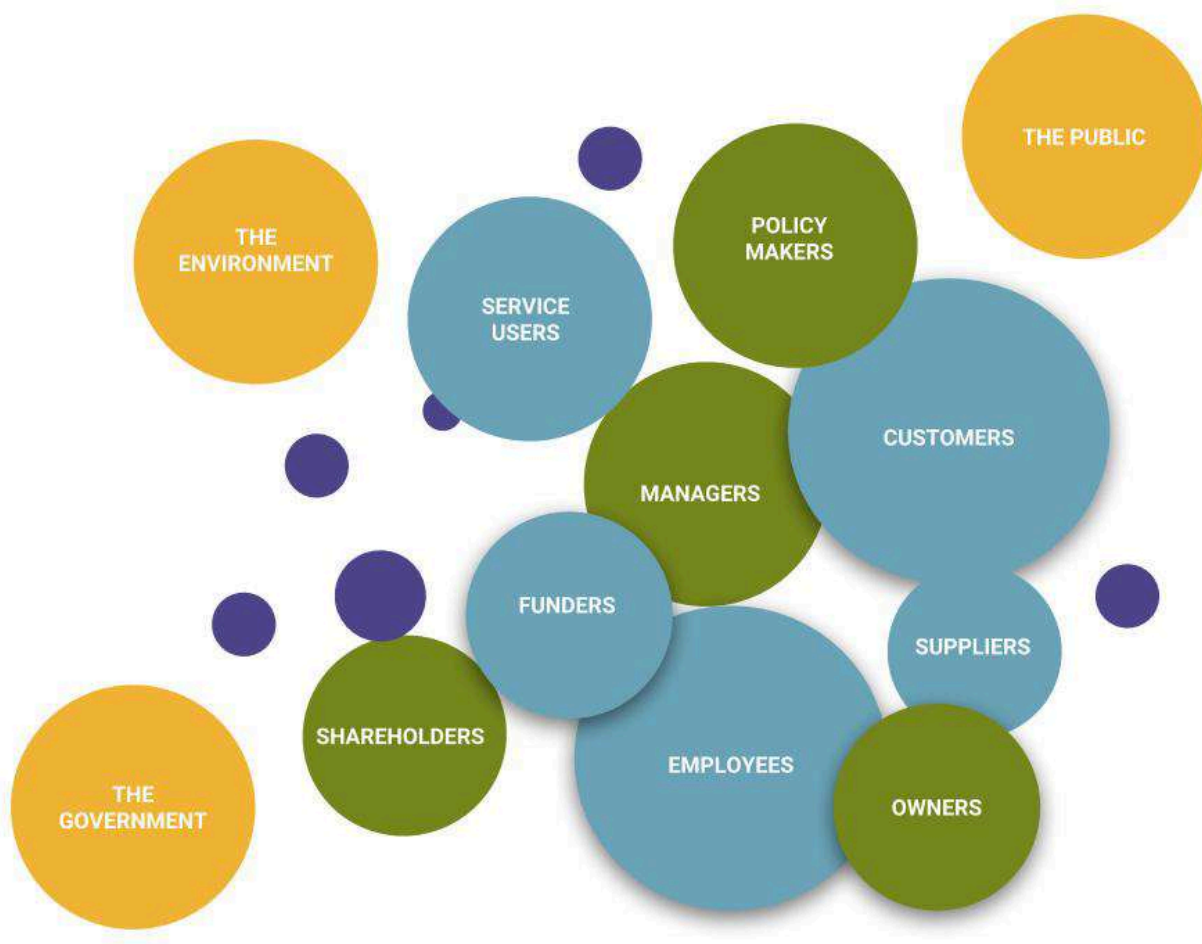 THE PUBLIC
POLICY
MAKERS
THE
ENVIRONMENT
SERVICE
USERS
CUSTOMERS
MANAGERS
FUNDERS
SUPPLIERS
SHAREHOLDERS
EMPLOYEES
THE
GOVERNMENT
OWNERS